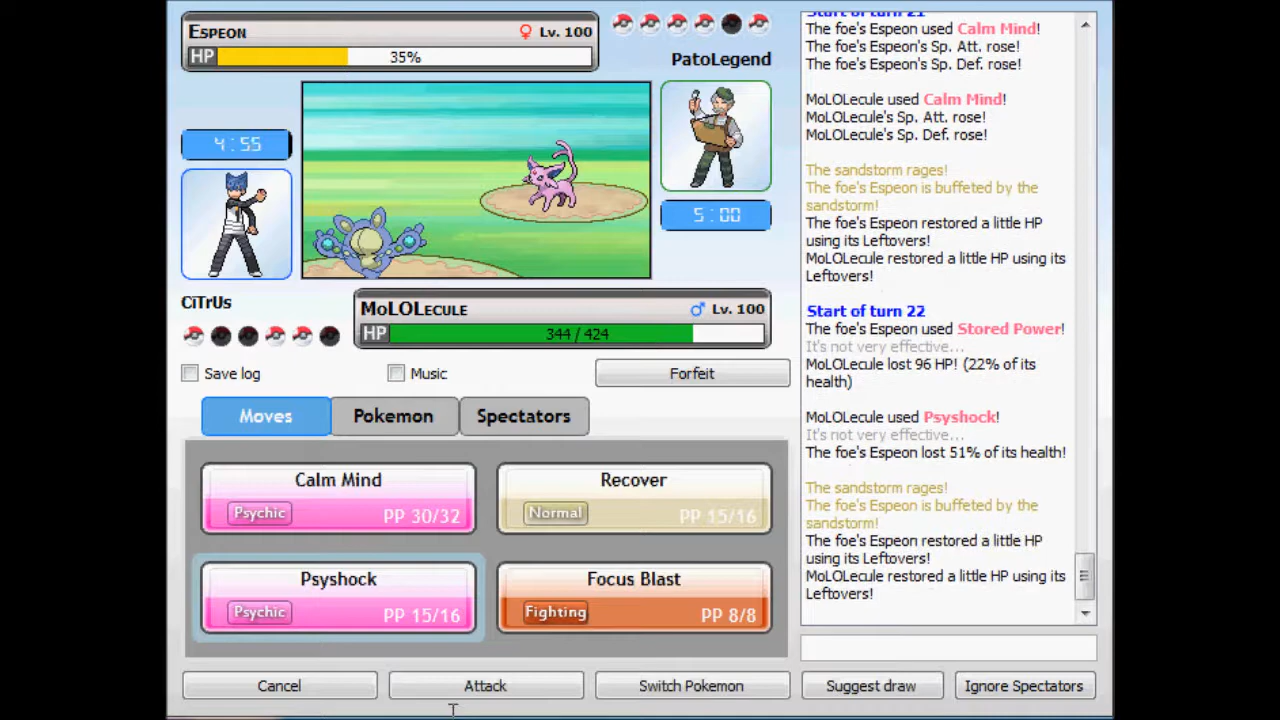 Espeon ♀ Lv. 100
HP 35%
PatoLegend
4:55
5:00
CiTrUs
MoLOLecule ♂ Lv. 100
HP 344 / 424
Save log
Music
Forfeit
Moves
Pokemon
Spectators
Calm Mind
Psychic PP 30/32
Recover
Normal PP 15/16
Psyshock
Psychic PP 15/16
Focus Blast
Fighting PP 8/8
Cancel
Attack
Switch Pokemon
Suggest draw
Ignore Spectators
Start of turn 21
The foe's Espeon used Calm Mind!
The foe's Espeon's Sp. Att. rose!
The foe's Espeon's Sp. Def. rose!
MoLOLecule used Calm Mind!
MoLOLecule's Sp. Att. rose!
MoLOLecule's Sp. Def. rose!
The sandstorm rages!
The foe's Espeon is buffeted by the
sandstorm!
The foe's Espeon restored a little HP
using its Leftovers!
MoLOLecule restored a little HP using its
Leftovers!
Start of turn 22
The foe's Espeon used Stored Power!
It's not very effective...
MoLOLecule lost 96 HP! (22% of its
health)
MoLOLecule used Psyshock!
It's not very effective...
The foe's Espeon lost 51% of its health!
The sandstorm rages!
The foe's Espeon is buffeted by the
sandstorm!
The foe's Espeon restored a little HP
using its Leftovers!
MoLOLecule restored a little HP using its
Leftovers!